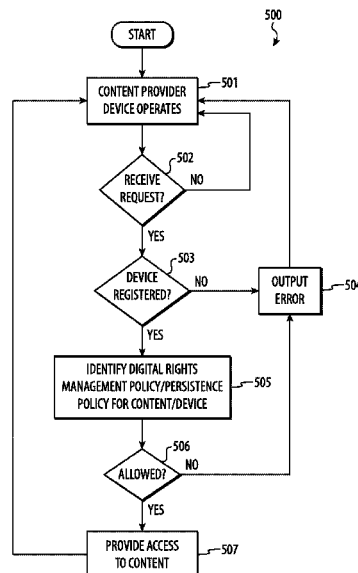 500
START
CONTENT PROVIDER
DEVICE OPERATES
501
502
RECEIVE
REQUEST?
NO
YES
503
DEVICE
REGISTERED?
NO
OUTPUT
ERROR
504
YES
IDENTIFY DIGITAL RIGHTS
MANAGEMENT POLICY/PERSISTENCE
POLICY FOR CONTENT/DEVICE
505
506
ALLOWED?
NO
YES
PROVIDE ACCESS
TO CONTENT
507